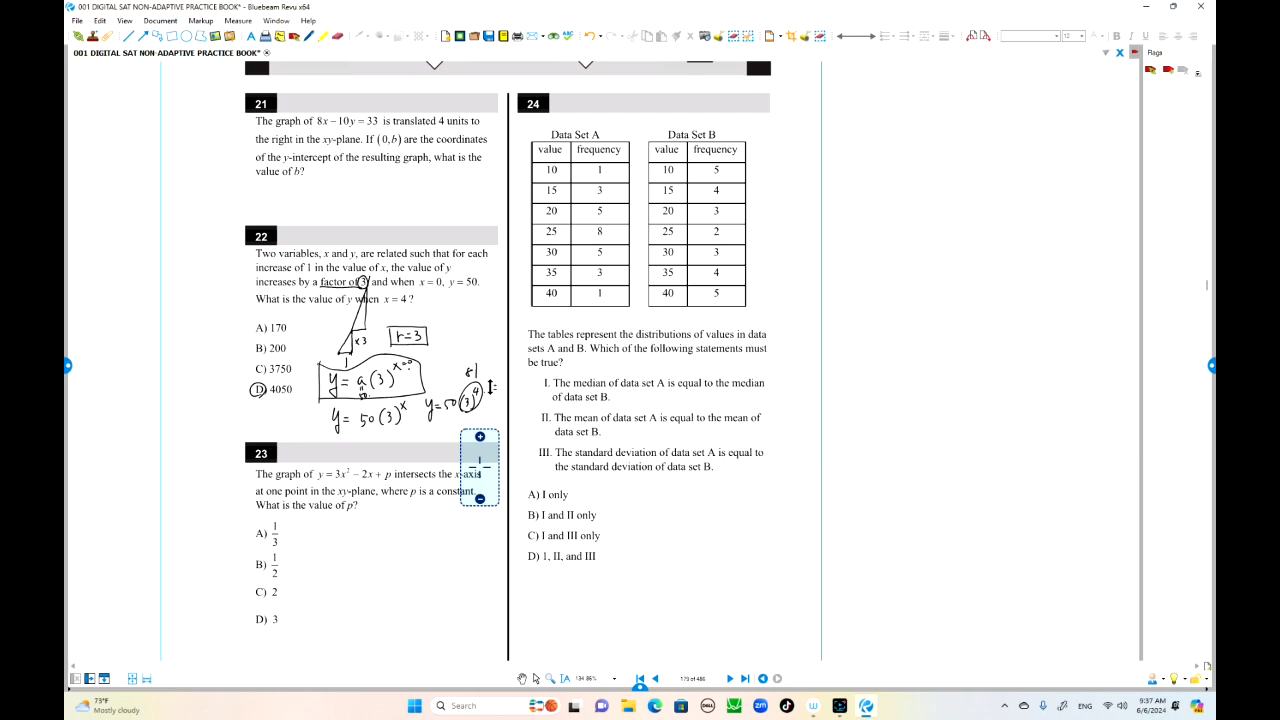 001 DIGITAL SAT NON-ADAPTIVE PRACTICE BOOK* - Bluebeam Revu x64
File Edit View Document Markup Measure Window Help
001 DIGITAL SAT NON-ADAPTIVE PRACTICE BOOK*
Flags
21
The graph of 8x – 10y = 33 is translated 4 units to
the right in the xy-plane. If (0, b) are the coordinates
of the y-intercept of the resulting graph, what is the
value of b?
22
Two variables, x and y, are related such that for each
increase of 1 in the value of x, the value of y
increases by a factor of 3 and when x = 0, y = 50.
What is the value of y when x = 4 ?
A) 170
B) 200
C) 3750
D) 4050
x3
1
r=3
y = a (3)^x
50
y = 50 (3)^x
y=50 (3)^4
81
23
The graph of y = 3x² – 2x + p intersects the x-axis
at one point in the xy-plane, where p is a constant.
What is the value of p?
A) 1/3
B) 1/2
C) 2
D) 3
24
Data Set A Data Set B
value frequency value frequency
10 1 10 5
15 3 15 4
20 5 20 3
25 8 25 2
30 5 30 3
35 3 35 4
40 1 40 5
The tables represent the distributions of values in data
sets A and B. Which of the following statements must
be true?
I. The median of data set A is equal to the median
of data set B.
II. The mean of data set A is equal to the mean of
data set B.
III. The standard deviation of data set A is equal to
the standard deviation of data set B.
A) I only
B) I and II only
C) I and III only
D) 1, II, and III
134.86%
73°F
Mostly cloudy
Search
9:37 AM
6/6/2024